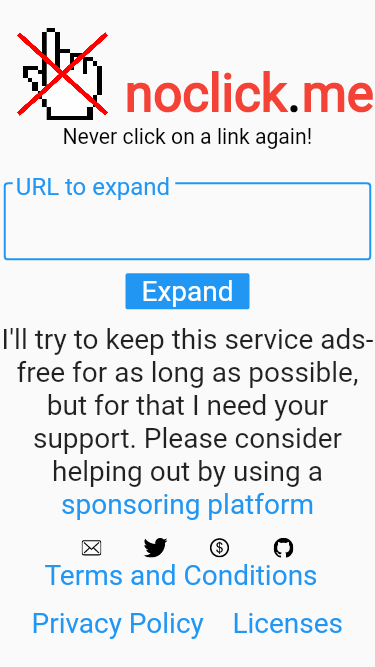 noclick.me
Never click on a link again!
URL to expand
Expand
I'll try to keep this service ads-
free for as long as possible,
but for that I need your
support. Please consider
helping out by using a
sponsoring platform
Terms and Conditions
Privacy Policy Licenses